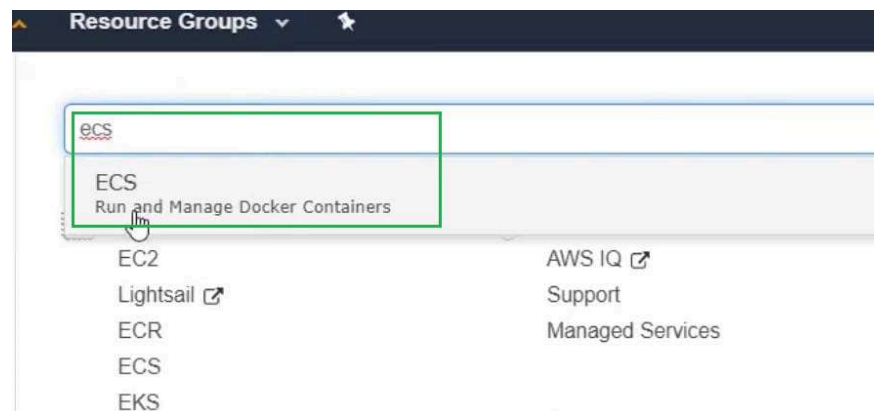 Resource Groups
ecs
ECS
Run and Manage Docker Containers
EC2
Lightsail
ECR
ECS
EKS
AWS IQ
Support
Managed Services